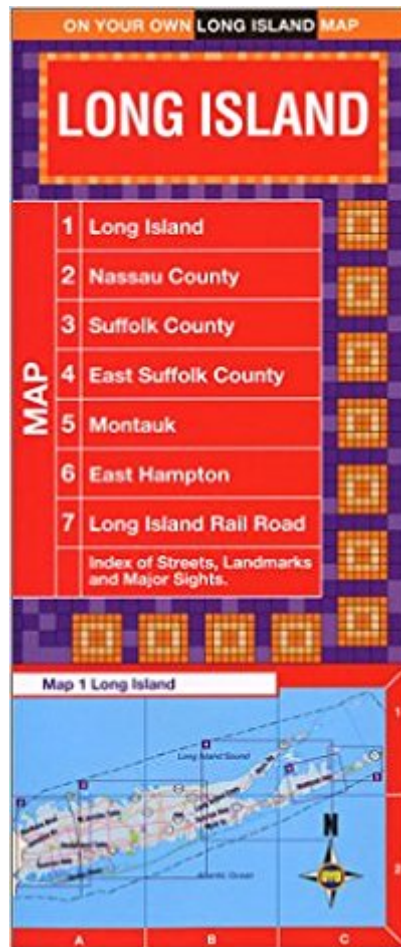 ON YOUR OWN LONG ISLAND MAP
LONG ISLAND
MAP
1 Long Island
2 Nassau County
3 Suffolk County
4 East Suffolk County
5 Montauk
6 East Hampton
7 Long Island Rail Road
Index of Streets, Landmarks
and Major Sights.
Map 1 Long Island
1
Long Island Sound
N
OYO
Atlantic Ocean
2
A B C